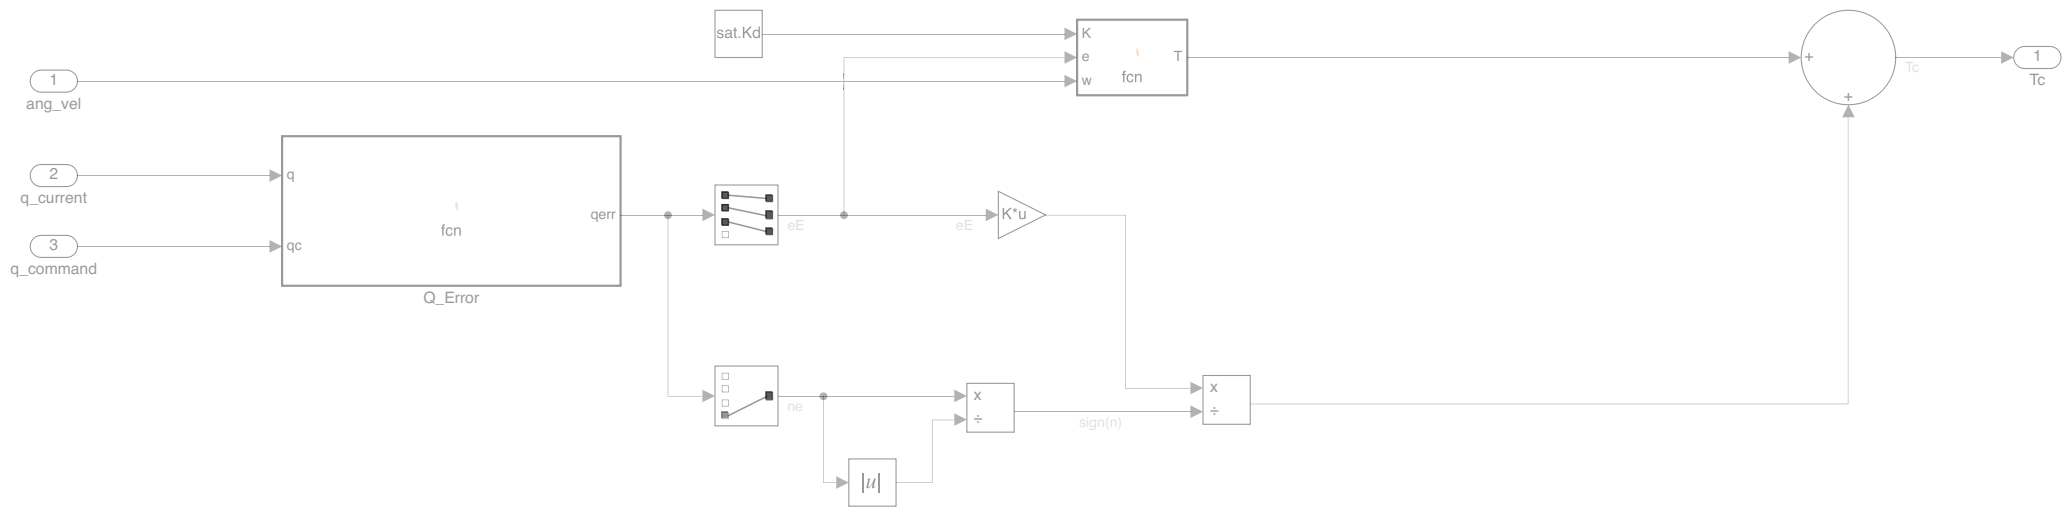 sat.Kd
K
e
w
fcn
T
+
+
Tc
1
Tc
1
ang_vel
2
q_current
3
q_command
q
qc
fcn
qerr
Q_Error
eE
eE
K*u
ne
x
÷
sign(n)
x
÷
|u|